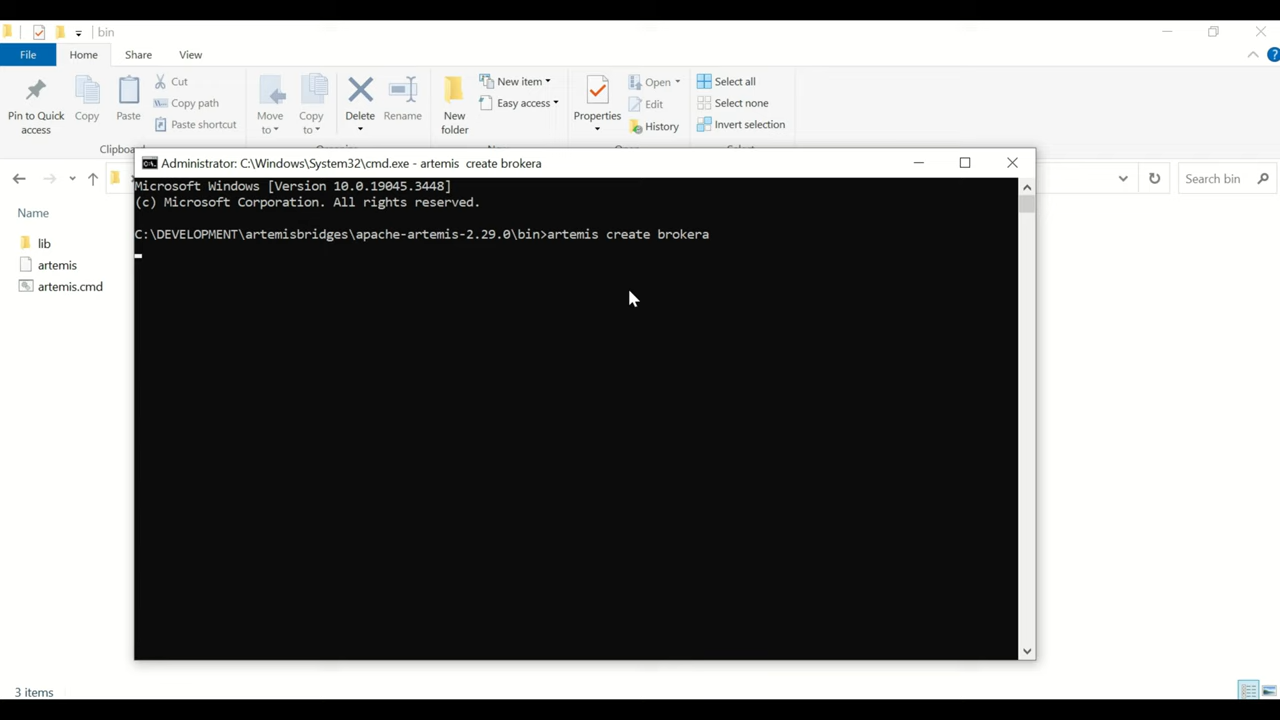 bin
File Home Share View
Pin to Quick access
Copy
Paste
Cut
Copy path
Paste shortcut
Move to
Copy to
Delete
Rename
New folder
New item
Easy access
Properties
Open
Edit
History
Select all
Select none
Invert selection
Administrator: C:\Windows\System32\cmd.exe - artemis  create brokera
Search bin
Name
lib
artemis
artemis.cmd
Microsoft Windows [Version 10.0.19045.3448]
(c) Microsoft Corporation. All rights reserved.
C:\DEVELOPMENT\artemisbridges\apache-artemis-2.29.0\bin>artemis create brokera
3 items